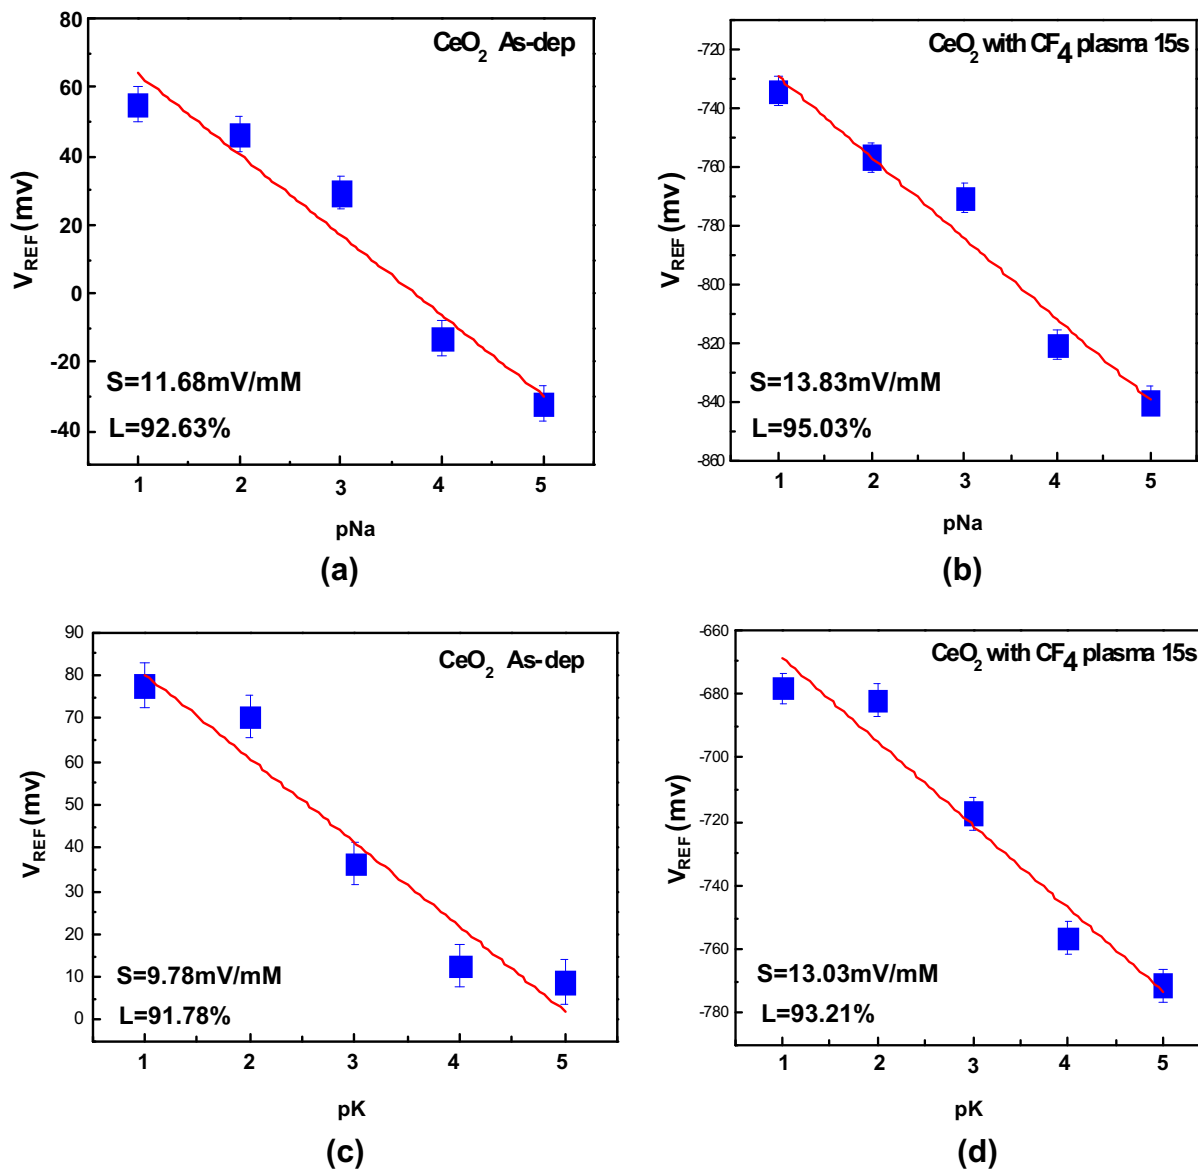 CeO2 As-dep
80
60
40
20
0
-20
-40
VREF(mv)
S=11.68mV/mM
L=92.63%
1 2 3 4 5
pNa
(a)
CeO2 with CF4 plasma 15s
-720
-740
-760
-780
-800
-820
-840
-860
VREF(mv)
S=13.83mV/mM
L=95.03%
1 2 3 4 5
pNa
(b)
CeO2 As-dep
90
80
70
60
50
40
30
20
10
0
VREF(mv)
S=9.78mV/mM
L=91.78%
1 2 3 4 5
pK
(c)
CeO2 with CF4 plasma 15s
-660
-680
-700
-720
-740
-760
-780
VREF(mv)
S=13.03mV/mM
L=93.21%
1 2 3 4 5
pK
(d)